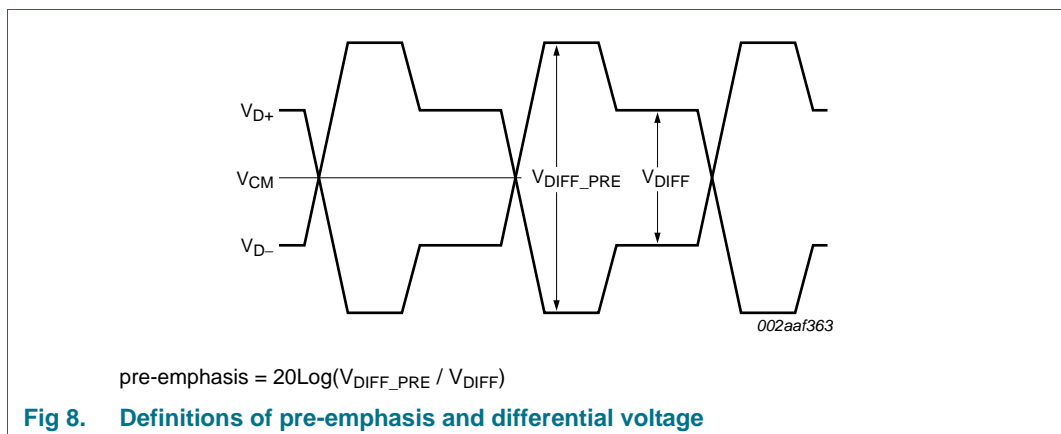 V_D+
V_CM
V_DIFF_PRE V_DIFF
V_D–
002aaf363
pre-emphasis = 20Log(V_DIFF_PRE / V_DIFF)
Fig 8. Definitions of pre-emphasis and differential voltage